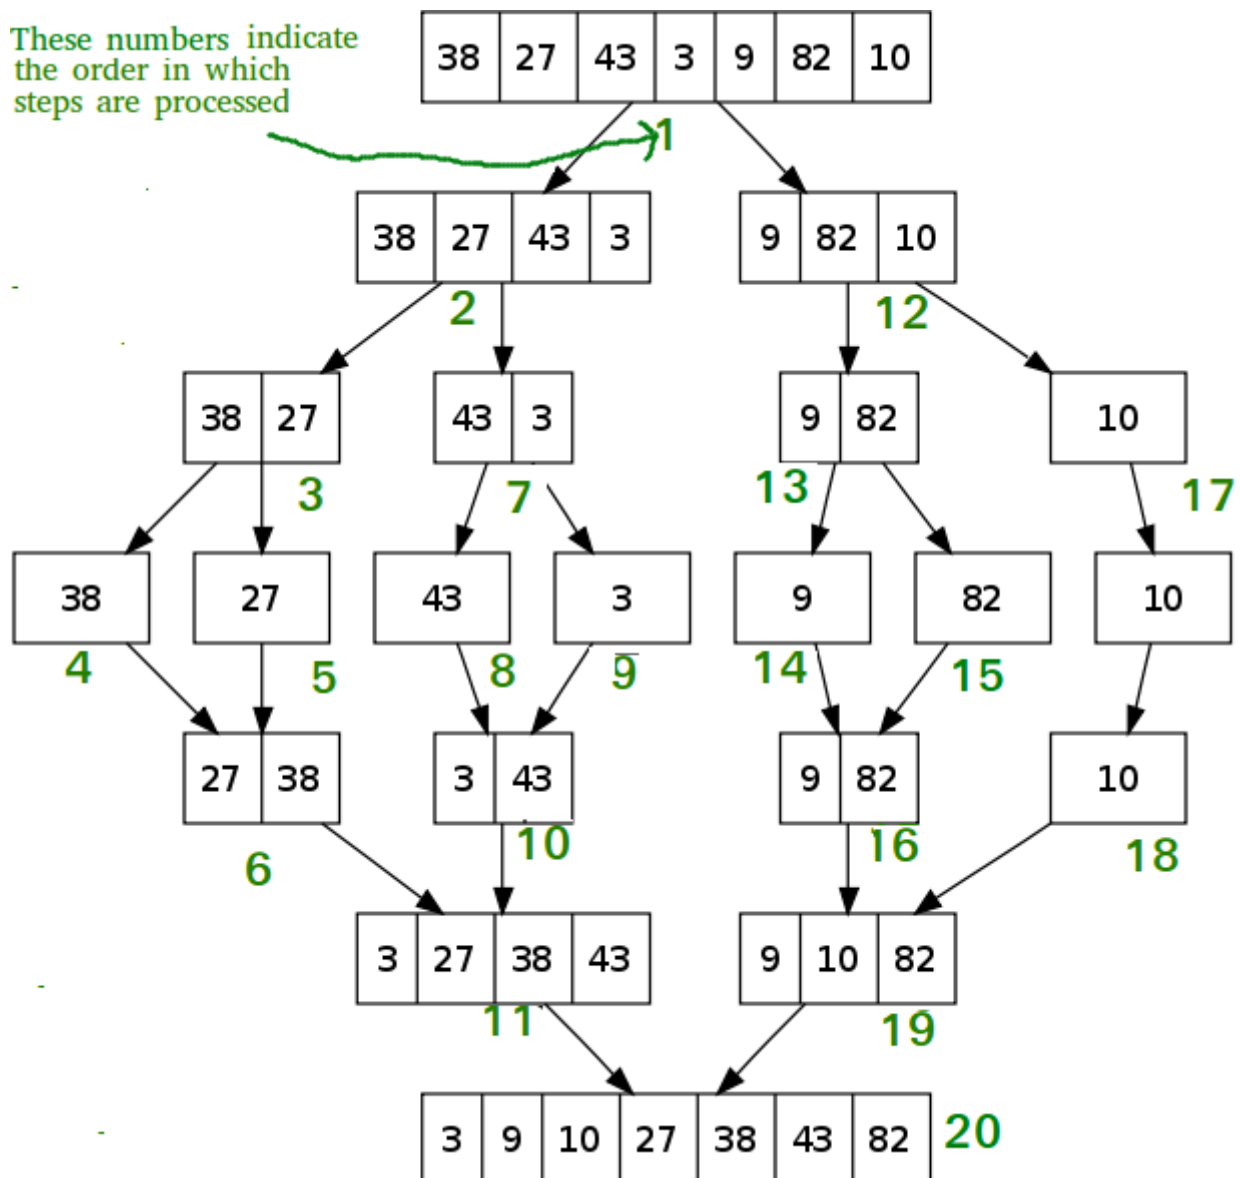 These numbers indicate
the order in which
steps are processed
38 27 43 3 9 82 10
1
38 27 43 3 9 82 10
2 12
38 27 43 3 9 82 10
3 7 13 17
38 27 43 3 9 82 10
4 5 8 9 14 15
27 38 3 43 9 82 10
6 10 16 18
3 27 38 43 9 10 82
11 19
3 9 10 27 38 43 82 20